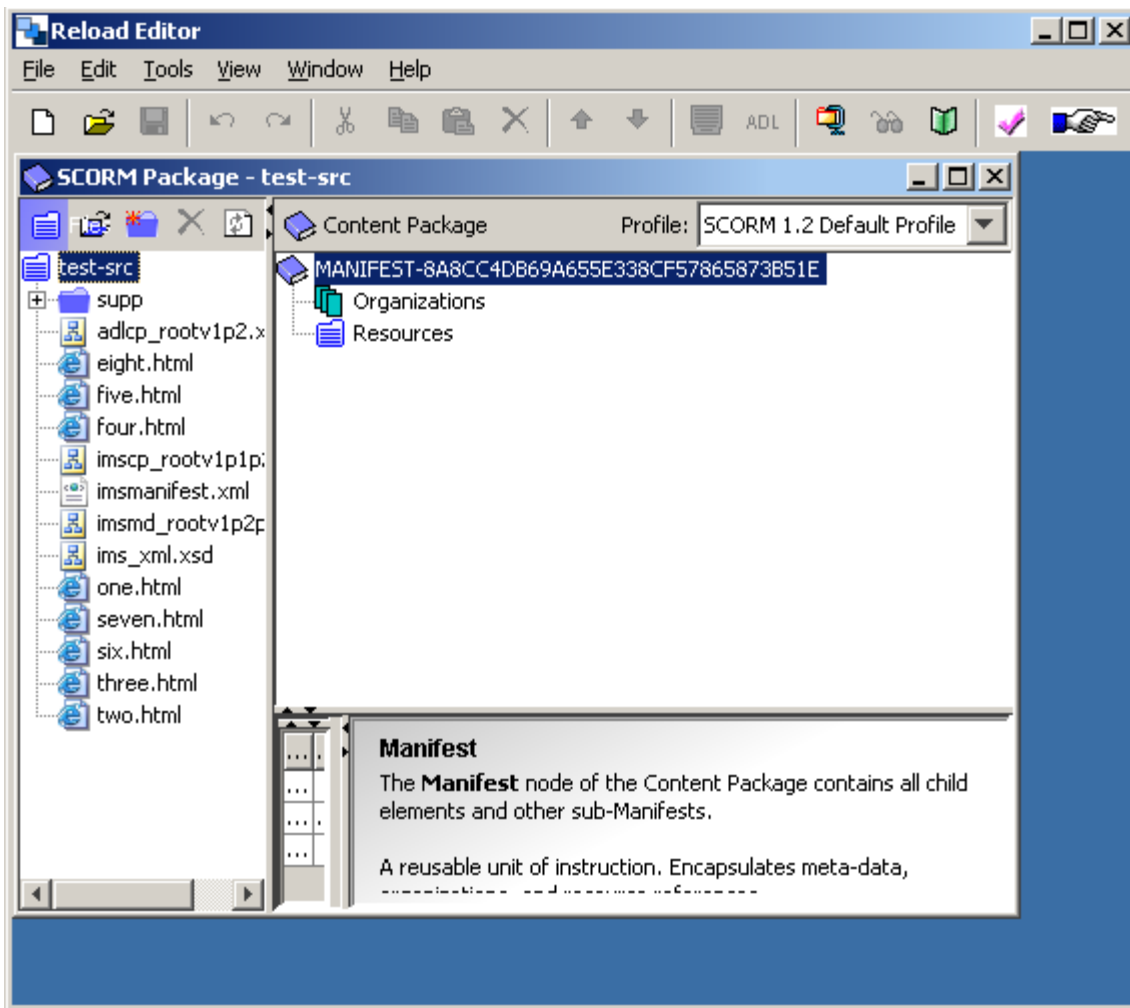 Reload Editor
File Edit Tools View Window Help
ADL
SCORM Package - test-src
Content Package Profile: SCORM 1.2 Default Profile
test-src
supp
adlcp_rootv1p2.x
eight.html
five.html
four.html
imscp_rootv1p1p
imsmanifest.xml
imsmd_rootv1p2p
ims_xml.xsd
one.html
seven.html
six.html
three.html
two.html
MANIFEST-8A8CC4DB69A655E338CF57865873B51E
Organizations
Resources
... .
...
... .
...
Manifest
The Manifest node of the Content Package contains all child
elements and other sub-Manifests.
A reusable unit of instruction. Encapsulates meta-data,